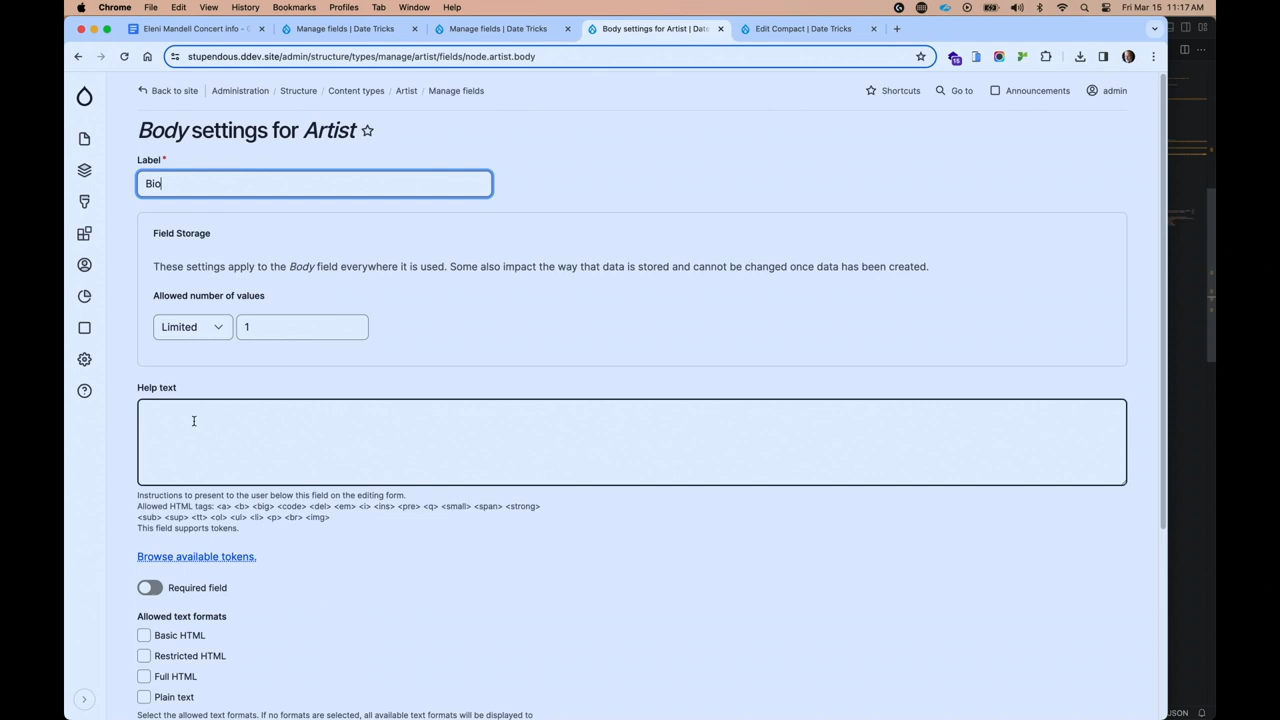 Chrome File Edit View History Bookmarks Profiles Tab Window Help Fri Mar 15 11:17 AM
Eleni Mandell Concert info - G
Manage fields | Date Tricks
Manage fields | Date Tricks
Body settings for Artist | Date
Edit Compact | Date Tricks
stupendous.ddev.site/admin/structure/types/manage/artist/fields/node.artist.body
15
Back to site Administration / Structure / Content types / Artist / Manage fields
Shortcuts Go to Announcements admin
Body settings for Artist
Label*
Bio
Field Storage
These settings apply to the Body field everywhere it is used. Some also impact the way that data is stored and cannot be changed once data has been created.
Allowed number of values
Limited 1
Help text
Instructions to present to the user below this field on the editing form.
Allowed HTML tags: <a> <b> <big> <code> <del> <em> <i> <ins> <pre> <q> <small> <span> <strong>
<sub> <sup> <tt> <ol> <ul> <li> <p> <br> <img>
This field supports tokens.
Browse available tokens.
Required field
Allowed text formats
Basic HTML
Restricted HTML
Full HTML
Plain text
Select the allowed text formats. If no formats are selected, all available text formats will be displayed to
JSON